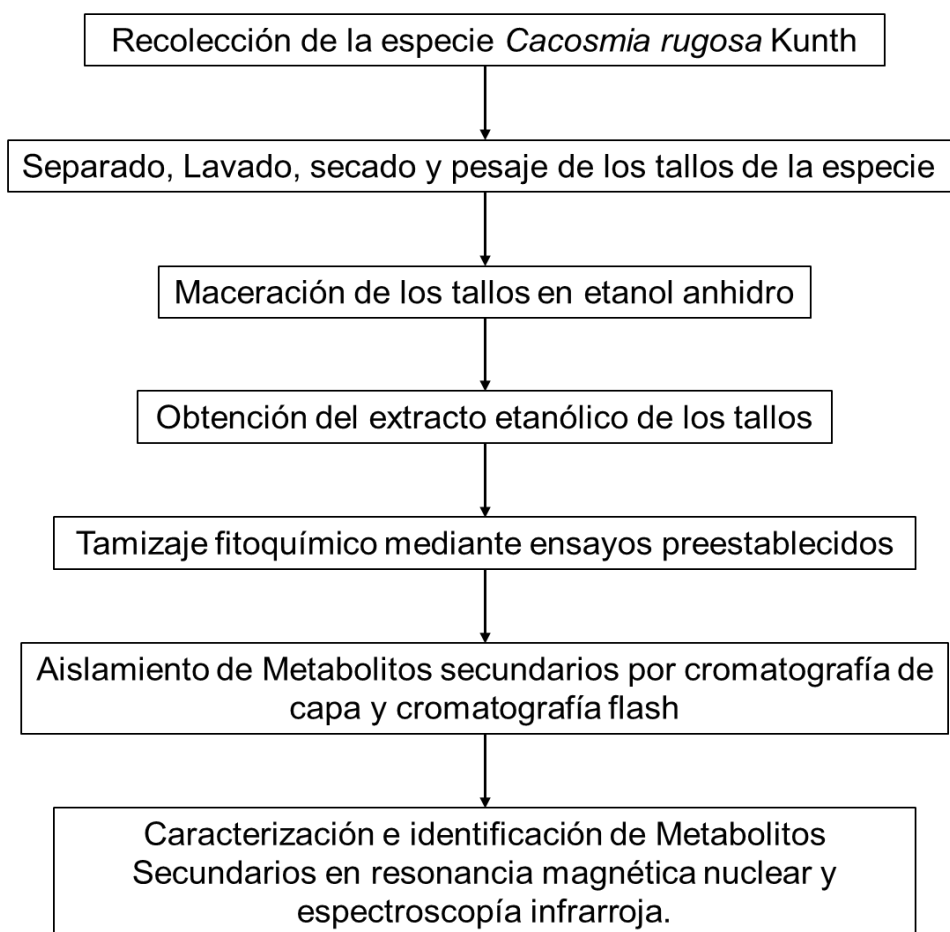 Recolección de la especie Cacosmia rugosa Kunth
Separado, Lavado, secado y pesaje de los tallos de la especie
Maceración de los tallos en etanol anhidro
Obtención del extracto etanólico de los tallos
Tamizaje fitoquímico mediante ensayos preestablecidos
Aislamiento de Metabolitos secundarios por cromatografía de
capa y cromatografía flash
Caracterización e identificación de Metabolitos
Secundarios en resonancia magnética nuclear y
espectroscopía infrarroja.